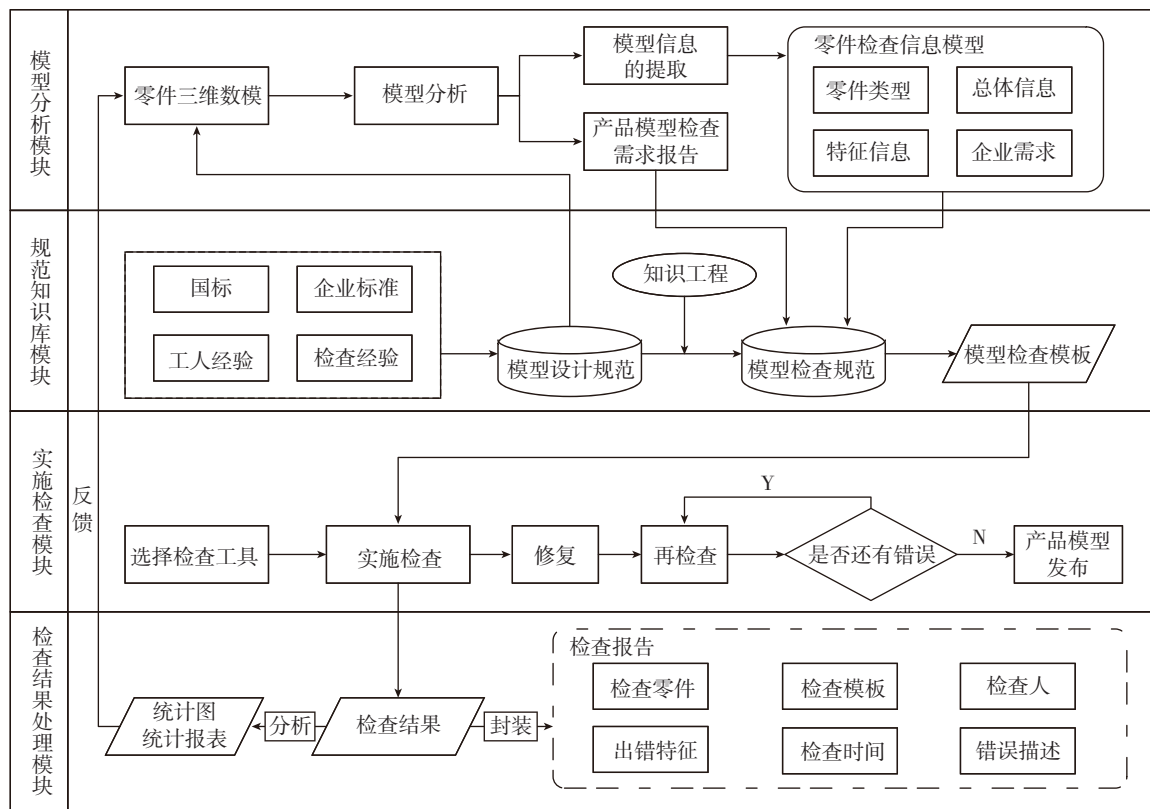 模型分析模块
零件三维数模
模型分析
模型信息
的提取
产品模型检查
需求报告
零件检查信息模型
零件类型
总体信息
特征信息
企业需求
规范知识库模块
国标
企业标准
工人经验
检查经验
模型设计规范
知识工程
模型检查规范
模型检查模板
实施检查模块
反馈
选择检查工具
实施检查
修复
再检查
Y
是否还有错误
N
产品模型
发布
检查结果处理模块
统计图
统计报表
分析
检查结果
封装
检查报告
检查零件
检查模板
检查人
出错特征
检查时间
错误描述